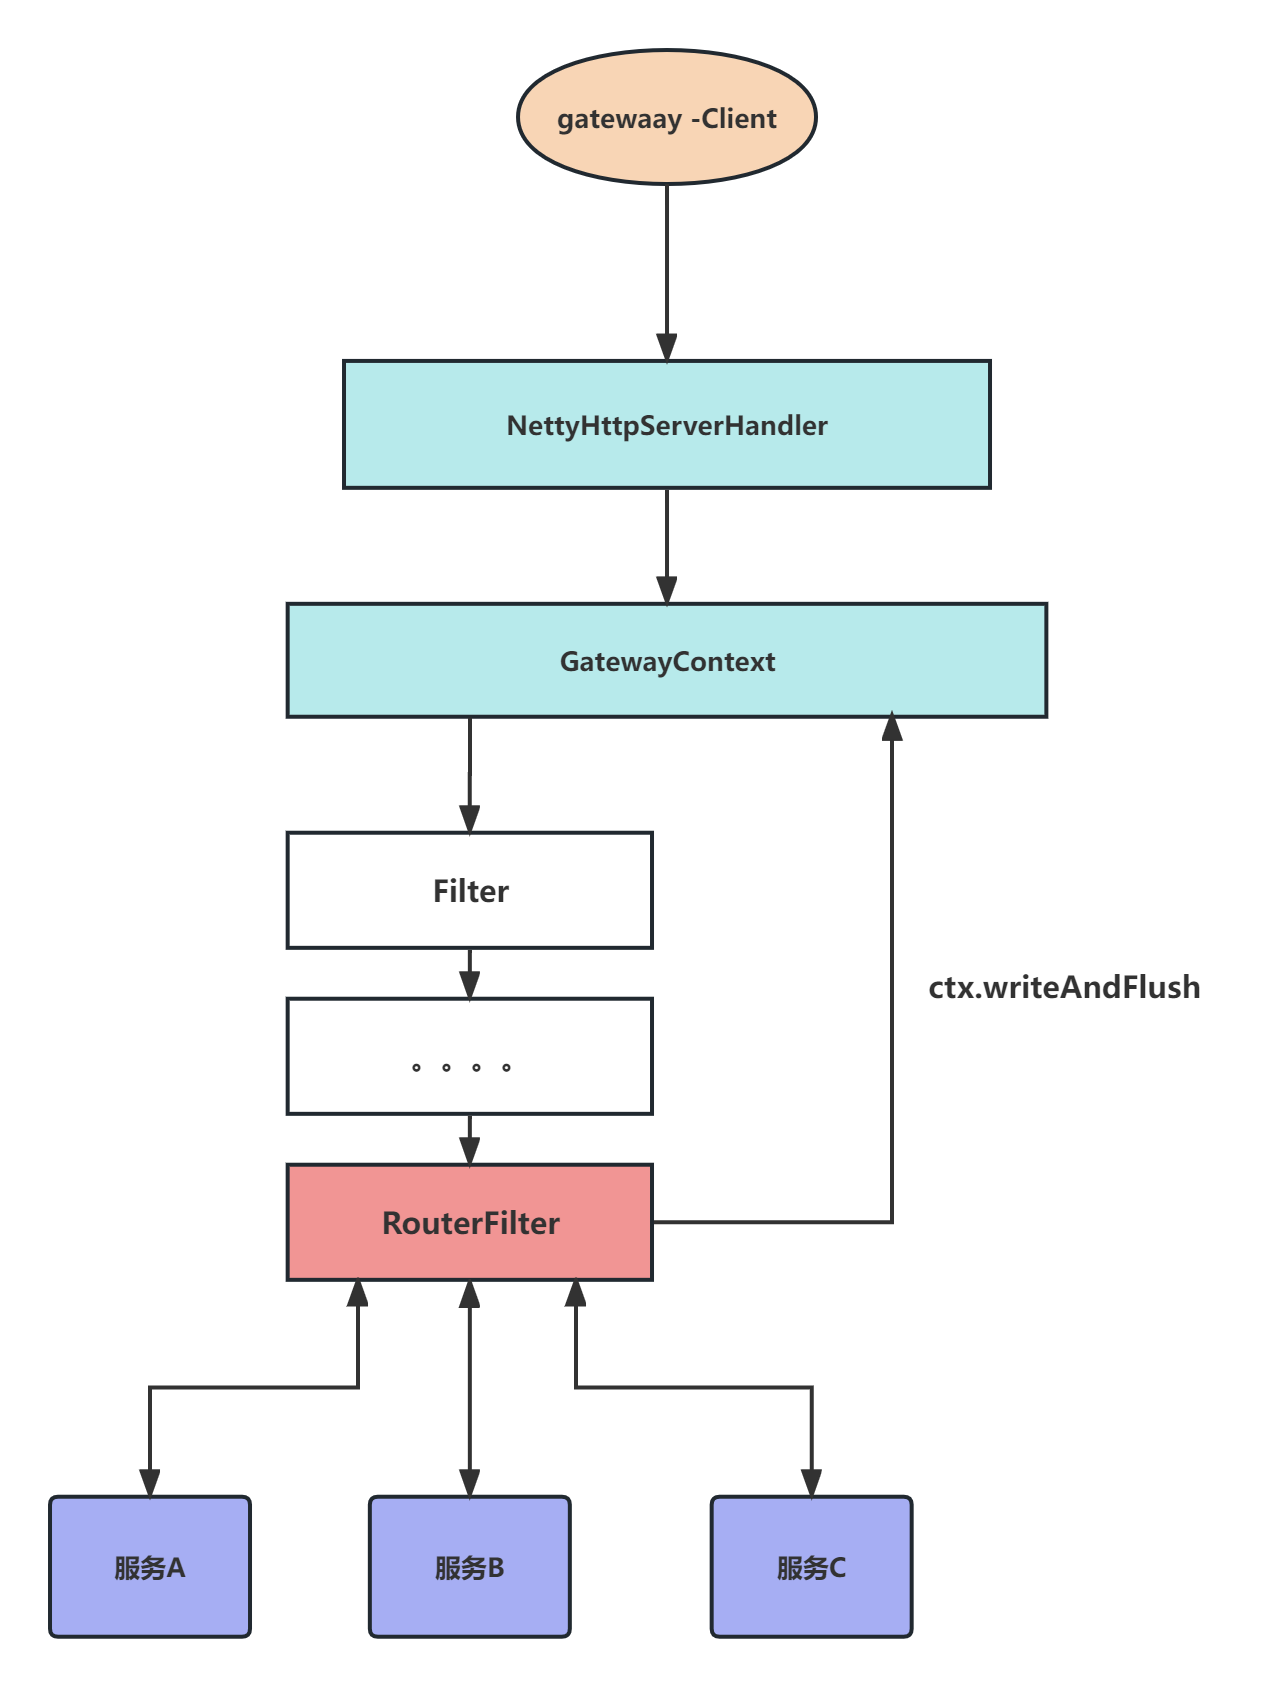 gatewaay -Client
NettyHttpServerHandler
GatewayContext
Filter
ctx.writeAndFlush
。。。。
RouterFilter
服务A
服务B
服务C